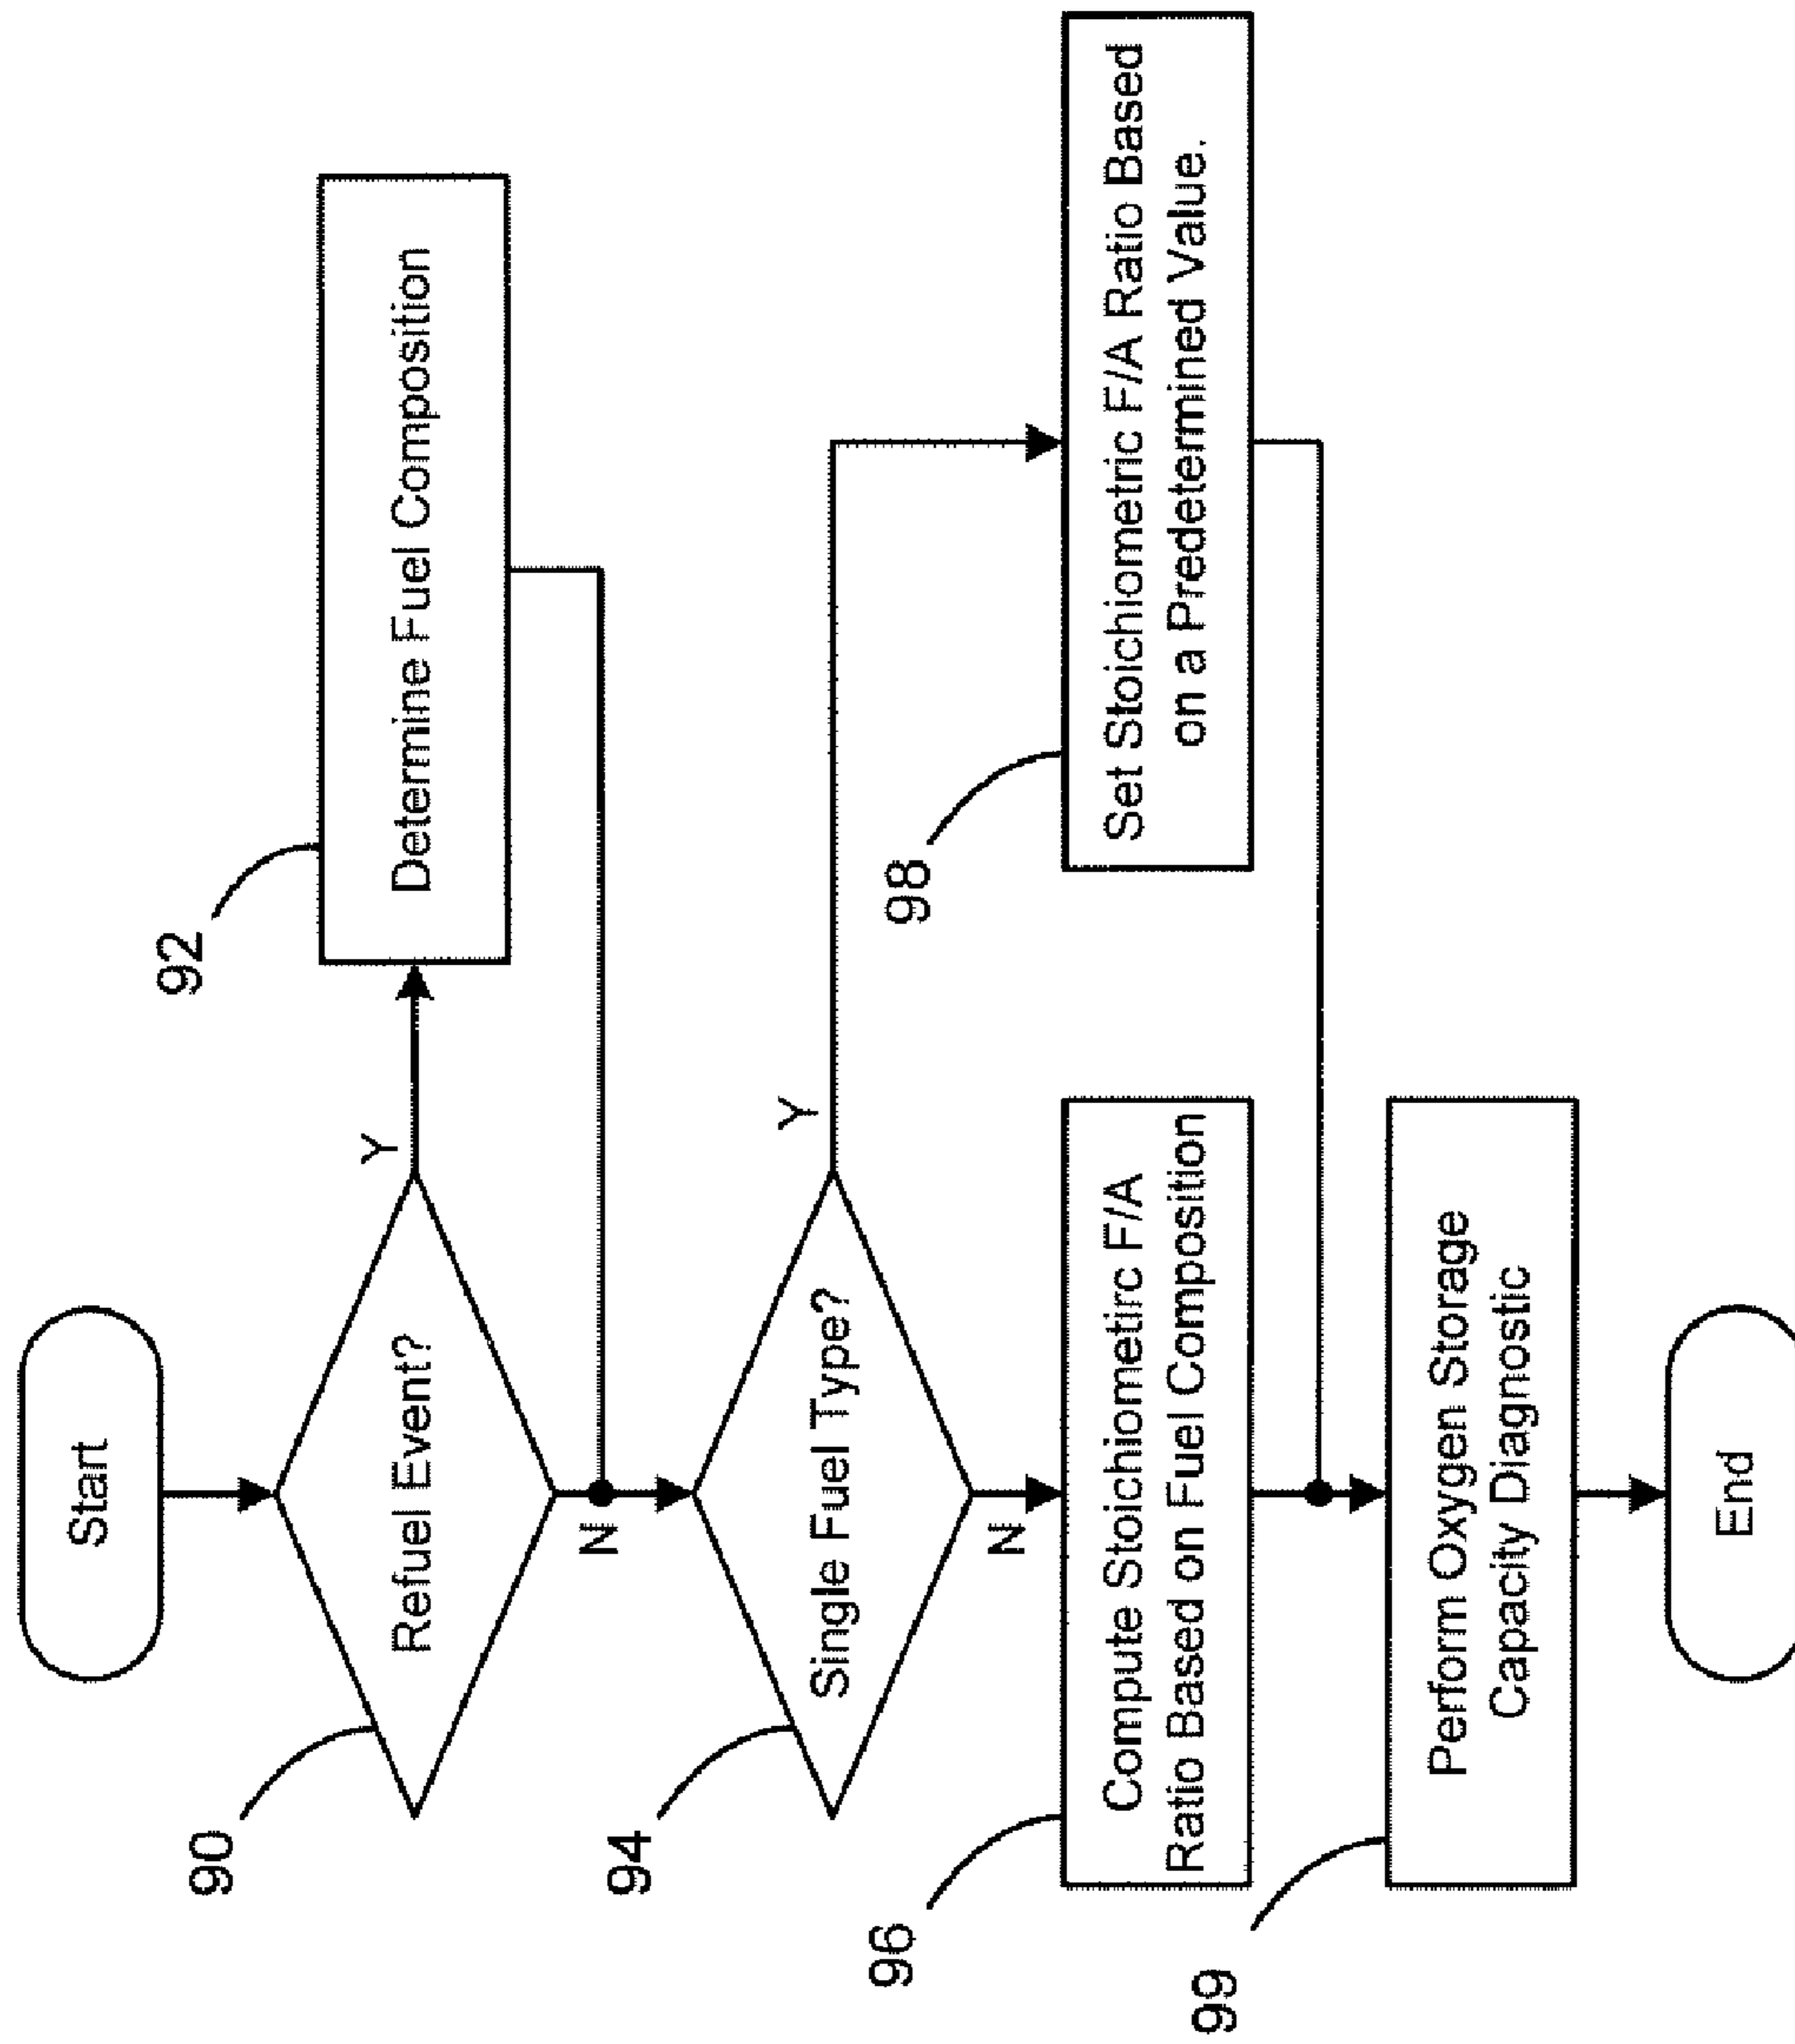 Start
90
Refuel Event?
Y
92
Determine Fuel Composition
N
94
Single Fuel Type?
Y
N
96
Compute Stoichiometirc F/A
Ratio Based on Fuel Composition
98
Set Stoichiometric F/A Ratio Based
on a Predetermined Value.
99
Perform Oxygen Storage
Capacity Diagnostic
End